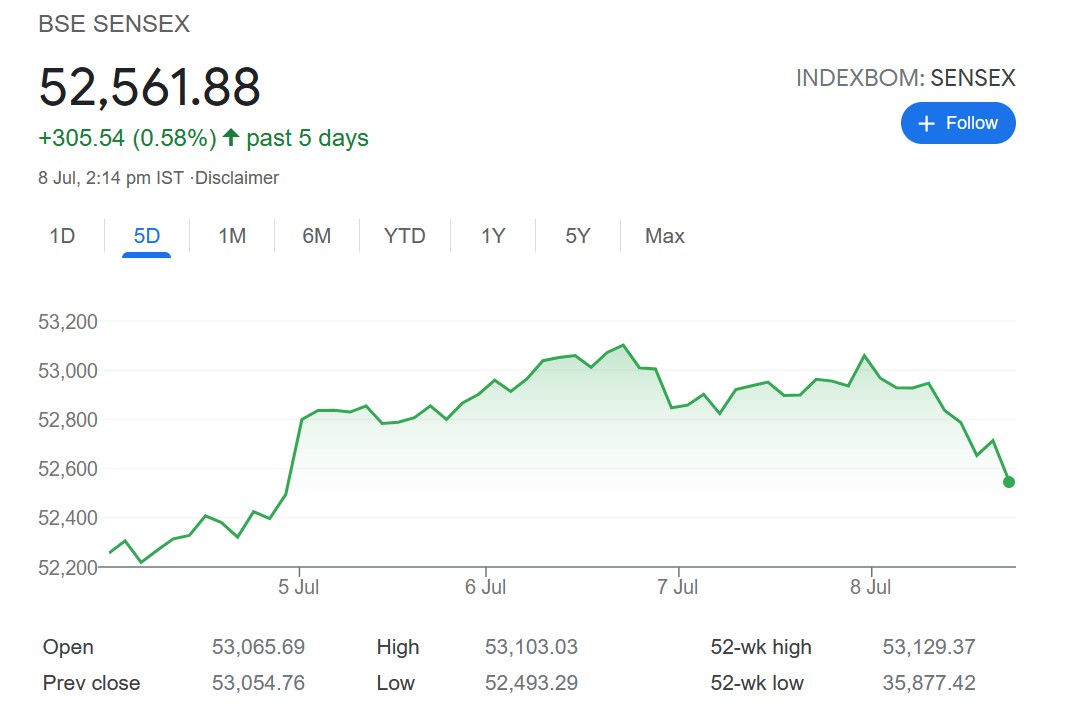 BSE SENSEX
52,561.88
INDEXBOM: SENSEX
+ Follow
+305.54 (0.58%) ↑ past 5 days
8 Jul, 2:14 pm IST ·Disclaimer
1D 5D 1M 6M YTD 1Y 5Y Max
53,200
53,000
52,800
52,600
52,400
52,200
5 Jul 6 Jul 7 Jul 8 Jul
Open 53,065.69 High 53,103.03 52-wk high 53,129.37
Prev close 53,054.76 Low 52,493.29 52-wk low 35,877.42